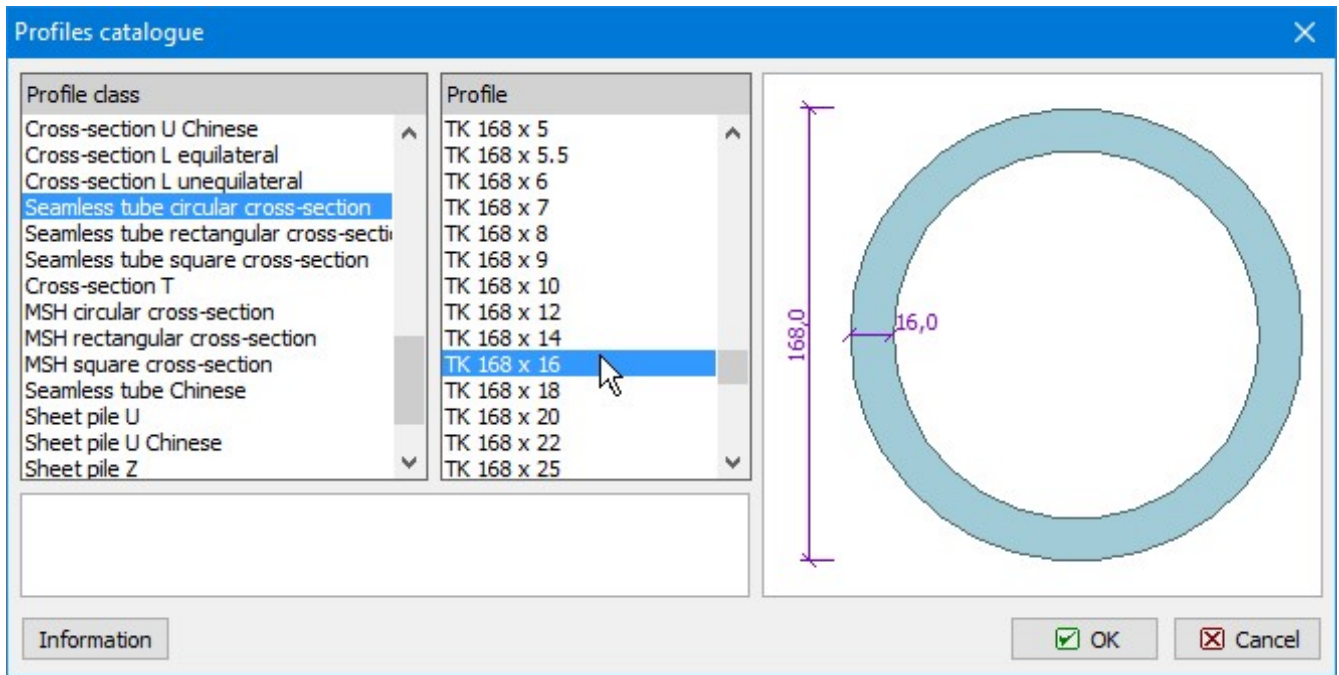 Profiles catalogue
Profile class
Cross-section U Chinese
Cross-section L equilateral
Cross-section L unequilateral
Seamless tube circular cross-section
Seamless tube rectangular cross-secti
Seamless tube square cross-section
Cross-section T
MSH circular cross-section
MSH rectangular cross-section
MSH square cross-section
Seamless tube Chinese
Sheet pile U
Sheet pile U Chinese
Sheet pile Z
Profile
TK 168 x 5
TK 168 x 5.5
TK 168 x 6
TK 168 x 7
TK 168 x 8
TK 168 x 9
TK 168 x 10
TK 168 x 12
TK 168 x 14
TK 168 x 16
TK 168 x 18
TK 168 x 20
TK 168 x 22
TK 168 x 25
168,0
16,0
Information
OK
Cancel